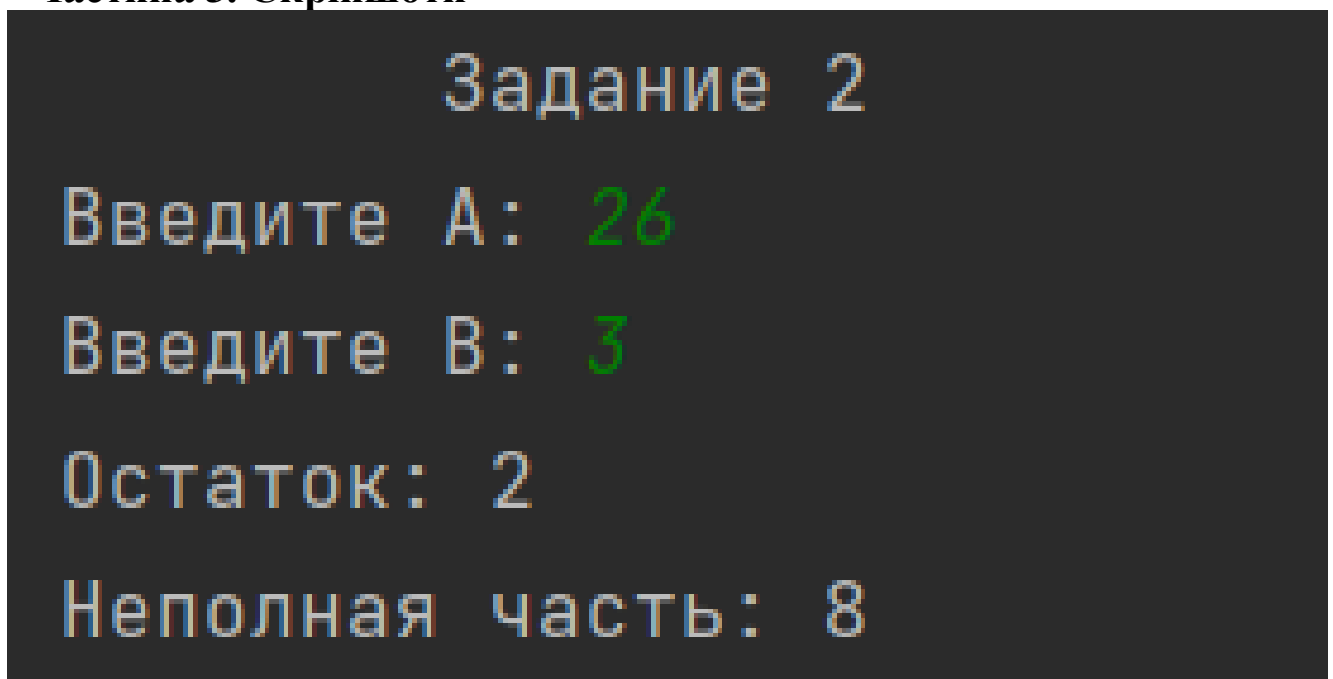 Задание 2
Введите A: 26
Введите B: 3
Остаток: 2
Неполная часть: 8